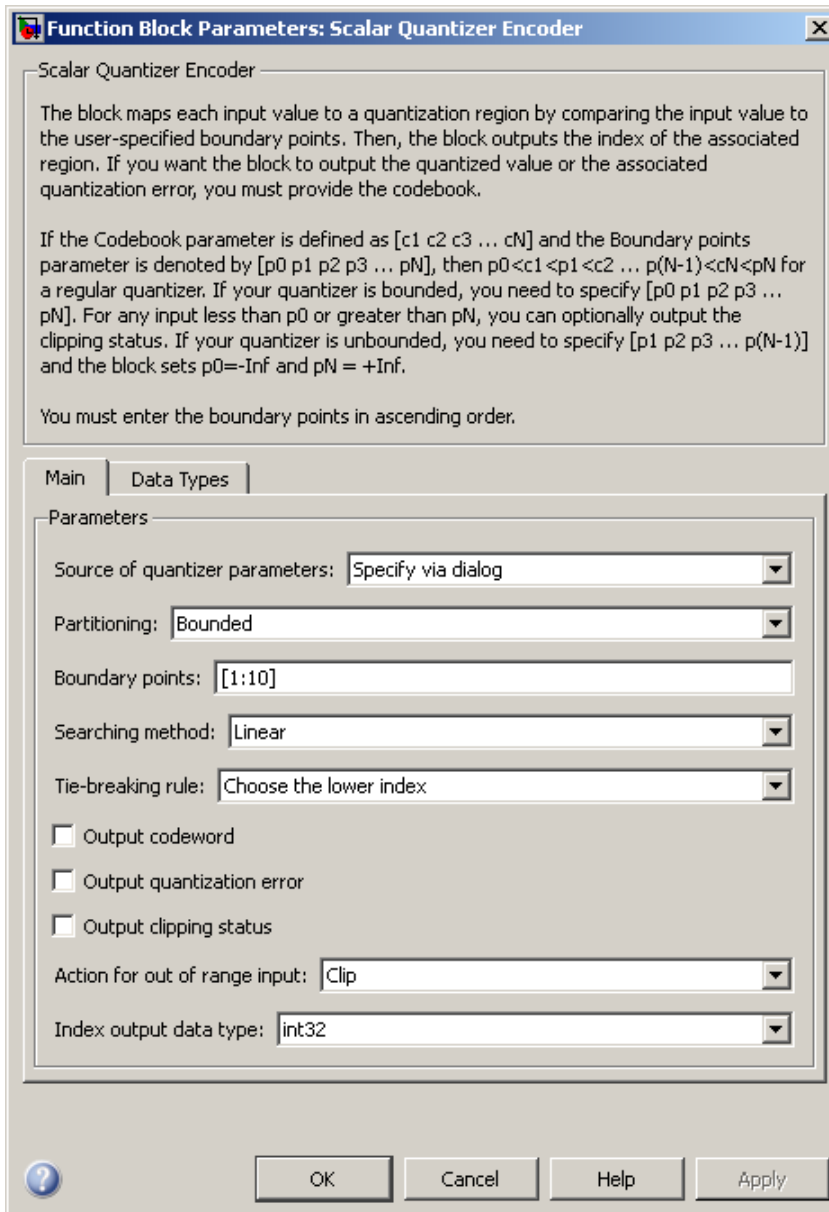 Function Block Parameters: Scalar Quantizer Encoder
Scalar Quantizer Encoder
The block maps each input value to a quantization region by comparing the input value to
the user-specified boundary points. Then, the block outputs the index of the associated
region. If you want the block to output the quantized value or the associated
quantization error, you must provide the codebook.
If the Codebook parameter is defined as [c1 c2 c3 ... cN] and the Boundary points
parameter is denoted by [p0 p1 p2 p3 ... pN], then p0<c1<p1<c2 ... p(N-1)<cN<pN for
a regular quantizer. If your quantizer is bounded, you need to specify [p0 p1 p2 p3 ...
pN]. For any input less than p0 or greater than pN, you can optionally output the
clipping status. If your quantizer is unbounded, you need to specify [p1 p2 p3 ... p(N-1)]
and the block sets p0=-Inf and pN = +Inf.
You must enter the boundary points in ascending order.
Main Data Types
Parameters
Source of quantizer parameters: Specify via dialog
Partitioning: Bounded
Boundary points: [1:10]
Searching method: Linear
Tie-breaking rule: Choose the lower index
Output codeword
Output quantization error
Output clipping status
Action for out of range input: Clip
Index output data type: int32
? OK Cancel Help Apply